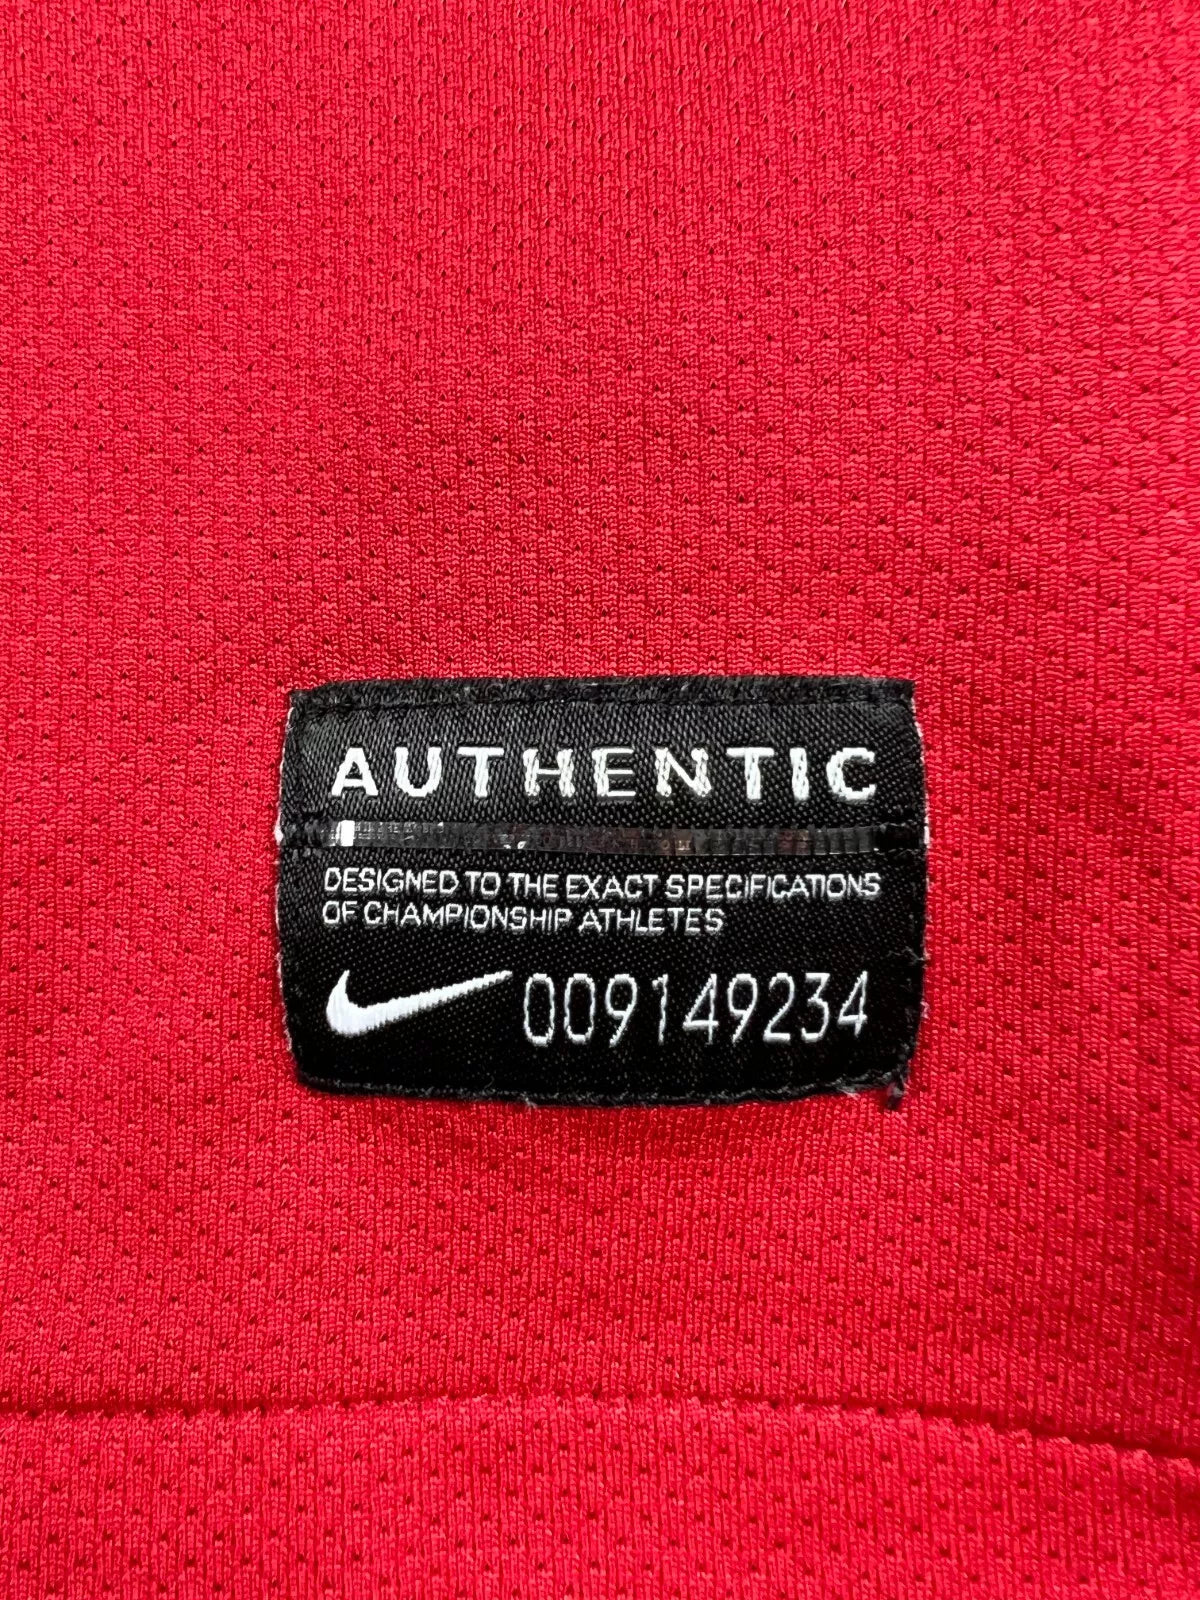 AUTHENTIC
DESIGNED TO THE EXACT SPECIFICATIONS
OF CHAMPIONSHIP ATHLETES
009149234